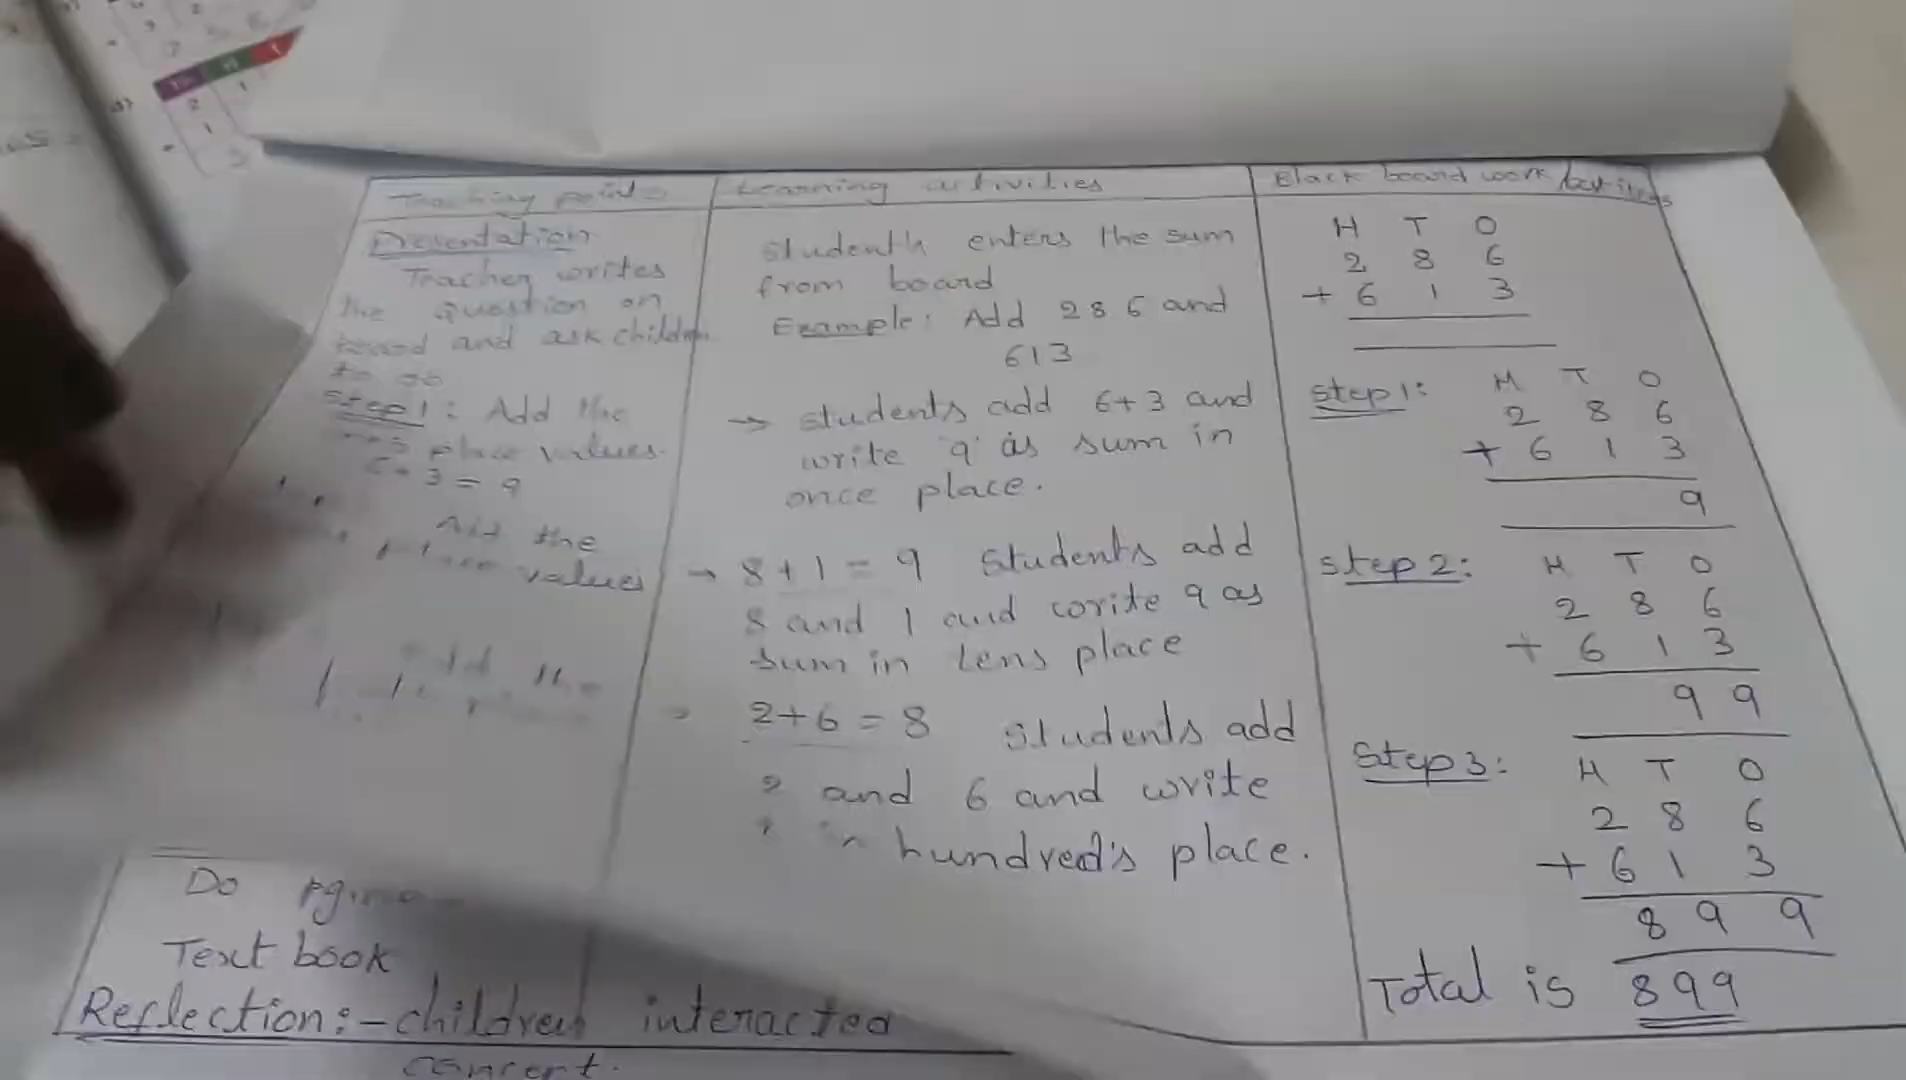 Teaching points
Presentation
Teacher writes
the question on
board and ask children
to do
Step 1: Add the
place values.
6+3=9
Add the
place values
Add the
Learning activities
Students enters the sum
from board
Example: Add 286 and
613
→ students add 6+3 and
write '9' as sum in
once place.
→ 8+1=9 Students add
8 and 1 and write 9 as
sum in tens place
2+6=8 students add
2 and 6 and write
in hundred's place.
Black board work
H T O
2 8 6
+ 6 1 3
Step 1: H T O
2 8 6
+ 6 1 3
9
Step 2: H T O
2 8 6
+ 6 1 3
9 9
Step 3: H T O
2 8 6
+ 6 1 3
8 9 9
Total is 899
Do
Text book
Reflection:- children interacted